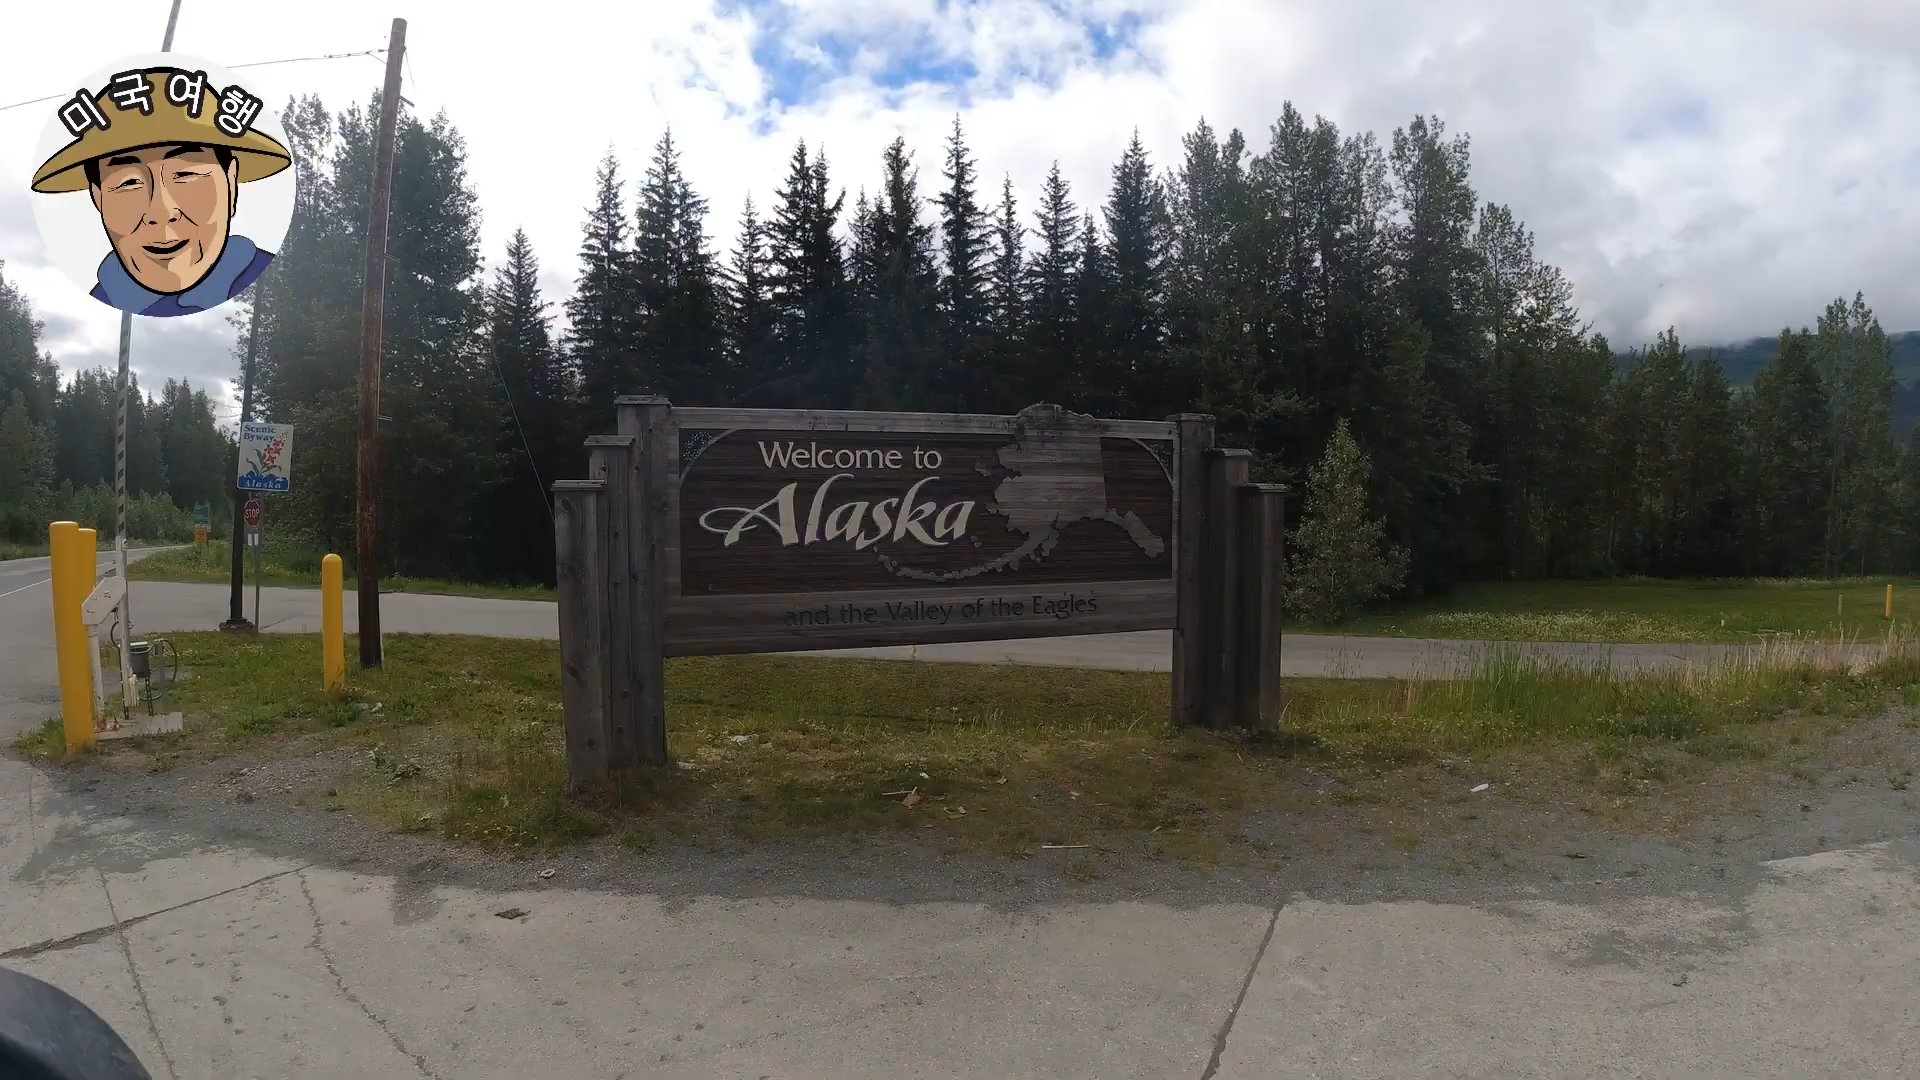 미국여행
Scenic
Byway
Alaska
STOP
Welcome to
Alaska
and the Valley of the Eagles